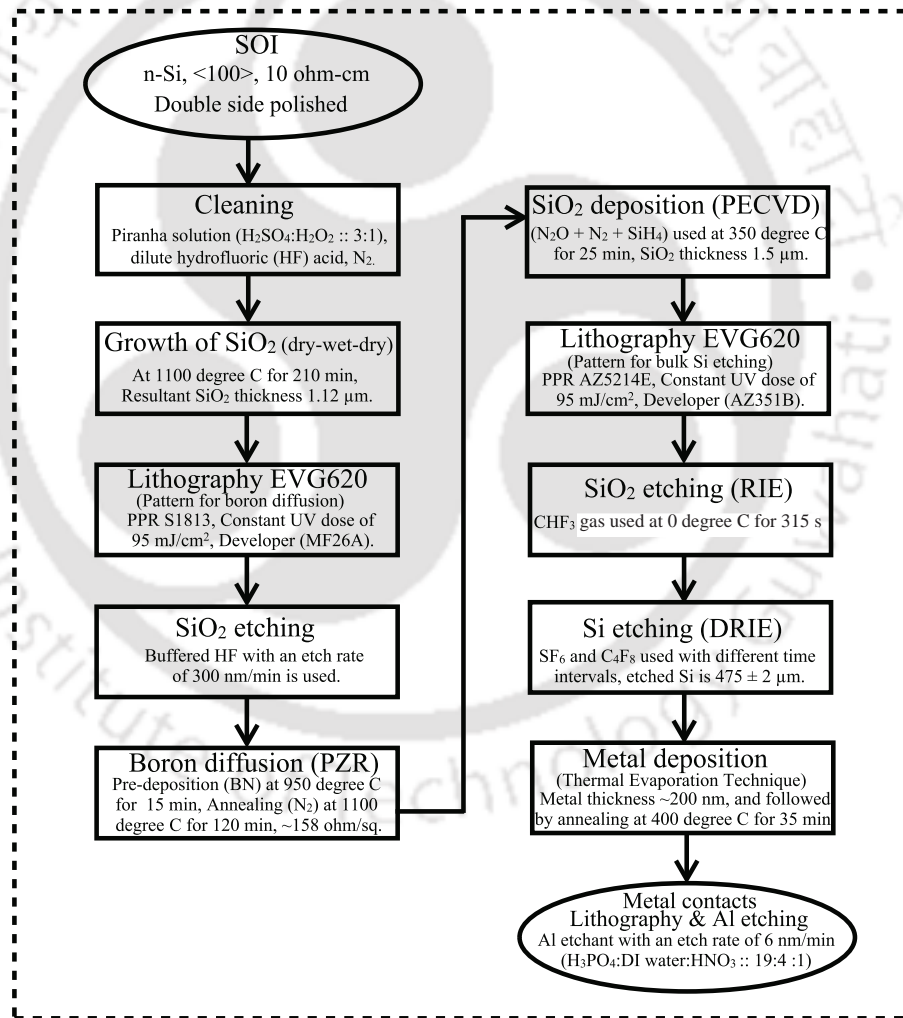 SOI
n-Si, <100>, 10 ohm-cm
Double side polished
Cleaning
Piranha solution (H₂SO₄:H₂O₂ :: 3:1),
dilute hydrofluoric (HF) acid, N₂.
Growth of SiO₂ (dry-wet-dry)
At 1100 degree C for 210 min,
Resultant SiO₂ thickness 1.12 µm.
Lithography EVG620
(Pattern for boron diffusion)
PPR S1813, Constant UV dose of
95 mJ/cm², Developer (MF26A).
SiO₂ etching
Buffered HF with an etch rate
of 300 nm/min is used.
Boron diffusion (PZR)
Pre-deposition (BN) at 950 degree C
for 15 min, Annealing (N₂) at 1100
degree C for 120 min, ~158 ohm/sq.
SiO₂ deposition (PECVD)
(N₂O + N₂ + SiH₄) used at 350 degree C
for 25 min, SiO₂ thickness 1.5 µm.
Lithography EVG620
(Pattern for bulk Si etching)
PPR AZ5214E, Constant UV dose of
95 mJ/cm², Developer (AZ351B).
SiO₂ etching (RIE)
CHF₃ gas used at 0 degree C for 315 s
Si etching (DRIE)
SF₆ and C₄F₈ used with different time
intervals, etched Si is 475 ± 2 µm.
Metal deposition
(Thermal Evaporation Technique)
Metal thickness ~200 nm, and followed
by annealing at 400 degree C for 35 min
Metal contacts
Lithography & Al etching
Al etchant with an etch rate of 6 nm/min
(H₃PO₄:DI water:HNO₃ :: 19:4 :1)
Institute of Technology Guwahati